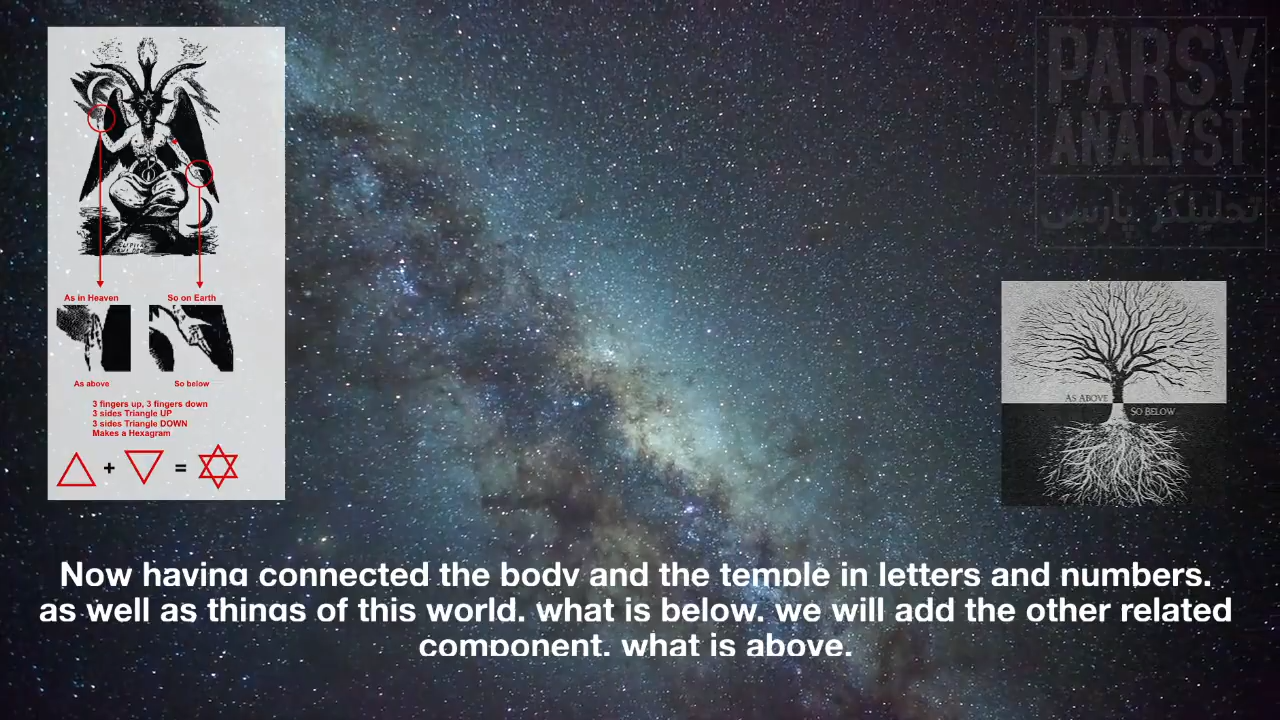 PARSY
ANALYST
تحلیلگر پارسی
As in Heaven
So on Earth
As above
So below
3 fingers up, 3 fingers down
3 sides Triangle UP
3 sides Triangle DOWN
Makes a Hexagram
+ =
AS ABOVE
SO BELOW
Now having connected the body and the temple in letters and numbers.
as well as things of this world. what is below. we will add the other related
component. what is above.